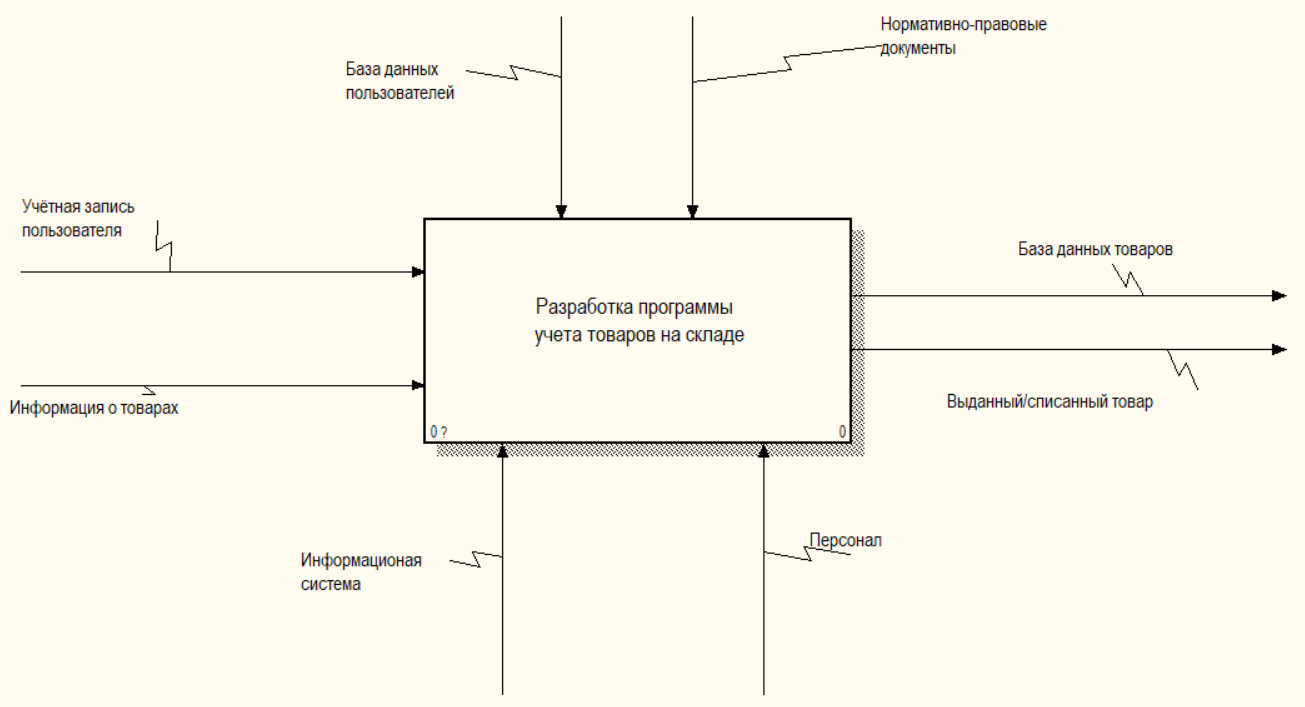 Нормативно-правовые
документы
База данных
пользователей
Учётная запись
пользователя
База данных товаров
Разработка программы
учета товаров на складе
Информация о товарах
Выданный/списанный товар
0 ?
0
Персонал
Информационая
система